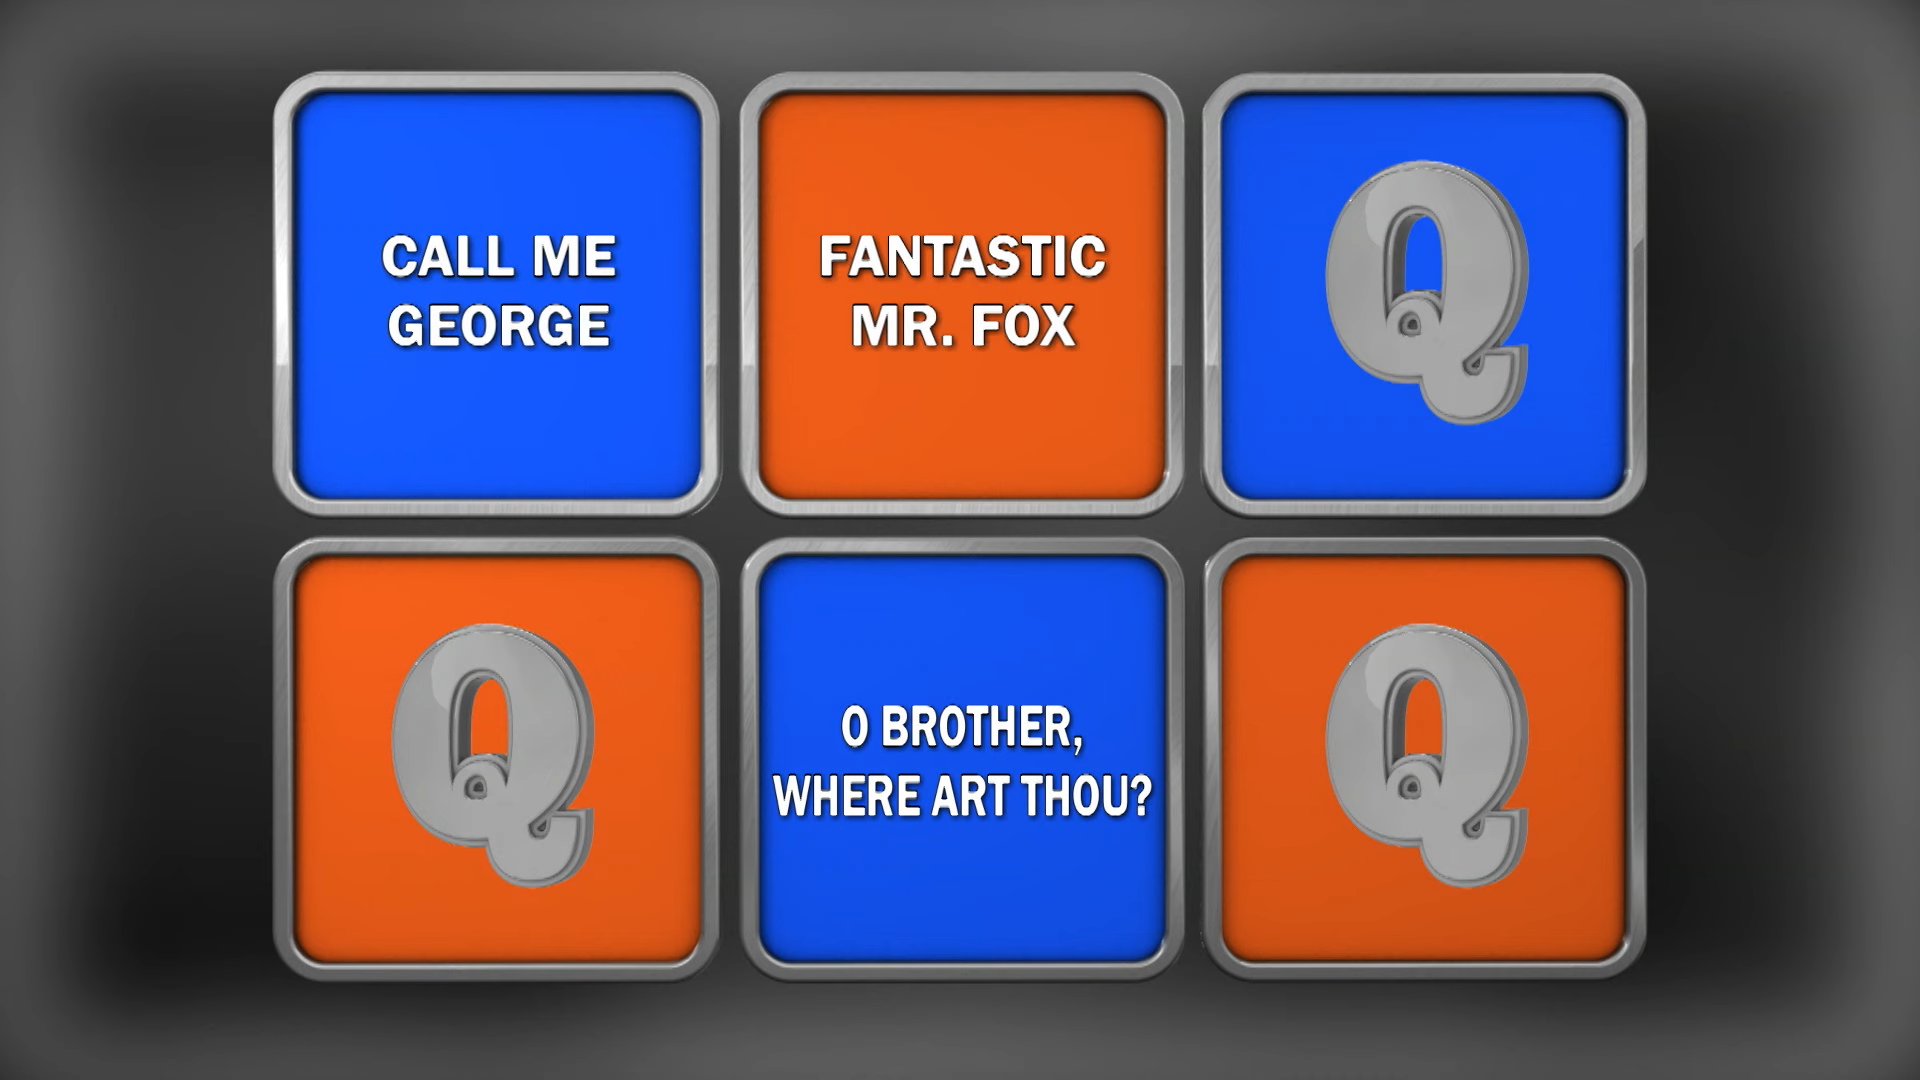 CALL ME
GEORGE
FANTASTIC
MR. FOX
Q
Q
O BROTHER,
WHERE ART THOU?
Q